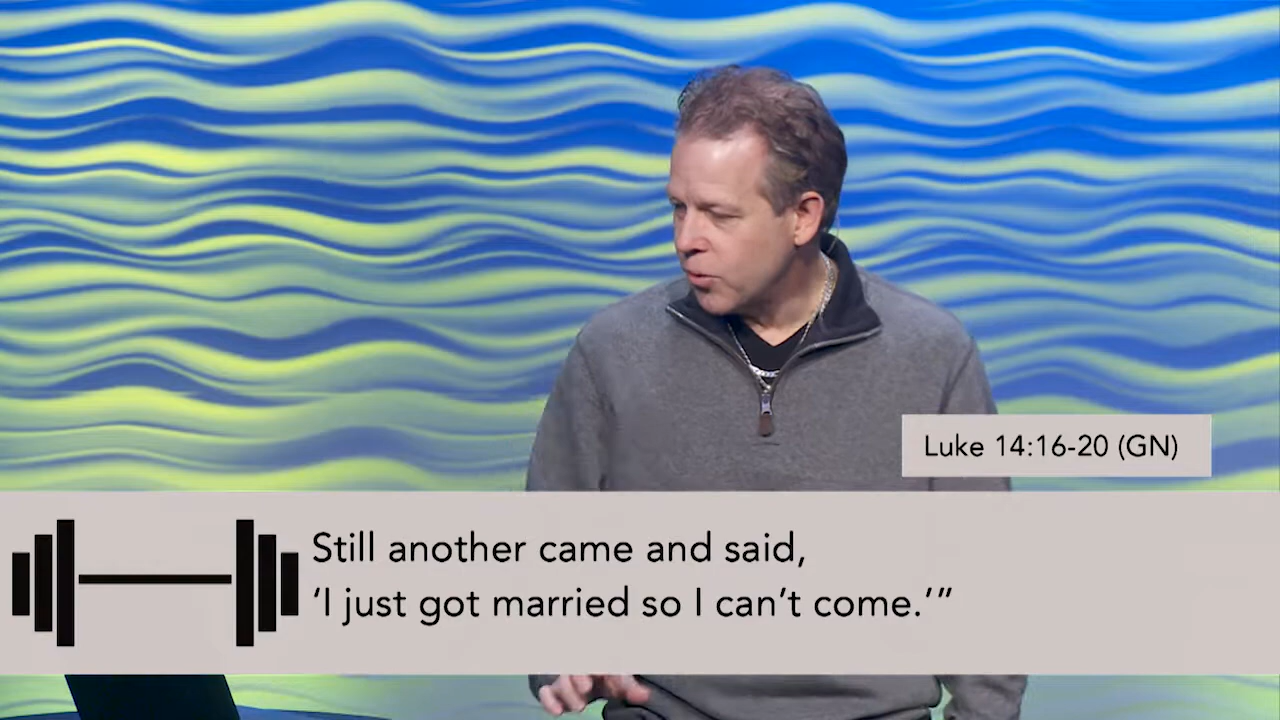 Luke 14:16-20 (GN)
Still another came and said,
‘I just got married so I can’t come.’”